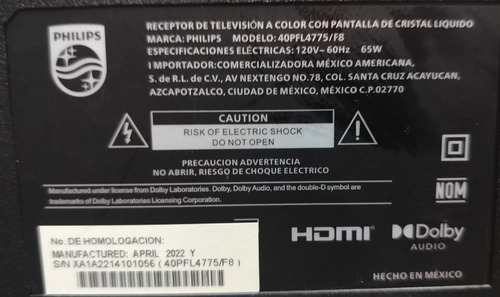 PHILIPS
RECEPTOR DE TELEVISIÓN A COLOR CON PANTALLA DE CRISTAL LIQUIDO
MARCA: PHILIPS MODELO: 40PFL4775/F8
ESPECIFICACIONES ELÉCTRICAS: 120V~ 60Hz 65W
IMPORTADOR:COMERCIALIZADORA MÉXICO AMERICANA,
S. de R.L. de C.V., AV NEXTENGO NO.78, COL. SANTA CRUZ ACAYUCAN,
AZCAPOTZALCO, CIUDAD DE MÉXICO, MÉXICO C.P.02770
CAUTION
RISK OF ELECTRIC SHOCK
DO NOT OPEN
PRECAUCION ADVERTENCIA
NO ABRIR, RIESGO DE CHOQUE ELECTRICO
Manufactured under license from Dolby Laboratories. Dolby, Dolby Audio, and the double-D symbol are
trademarks of Dolby Laboratories Licensing Corporation.
NOM
No. DE HOMOLOGACION:
MANUFACTURED: APRIL 2022 Y
S/N XA1A2214101056 ( 40PFL4775/F8 )
HDMI
Dolby
AUDIO
HECHO EN MÉXICO